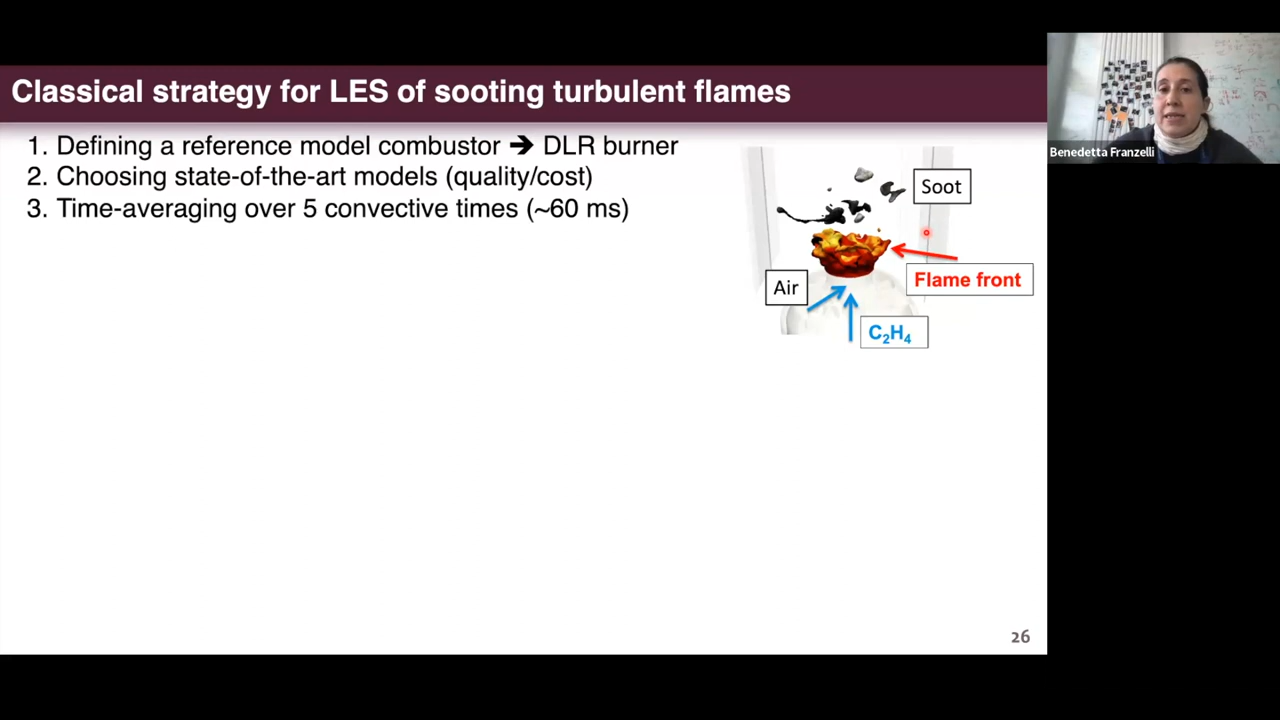 Classical strategy for LES of sooting turbulent flames
1. Defining a reference model combustor ➔ DLR burner
2. Choosing state-of-the-art models (quality/cost)
3. Time-averaging over 5 convective times (~60 ms)
Soot
Flame front
Air
C₂H₄
26
Benedetta Franzelli